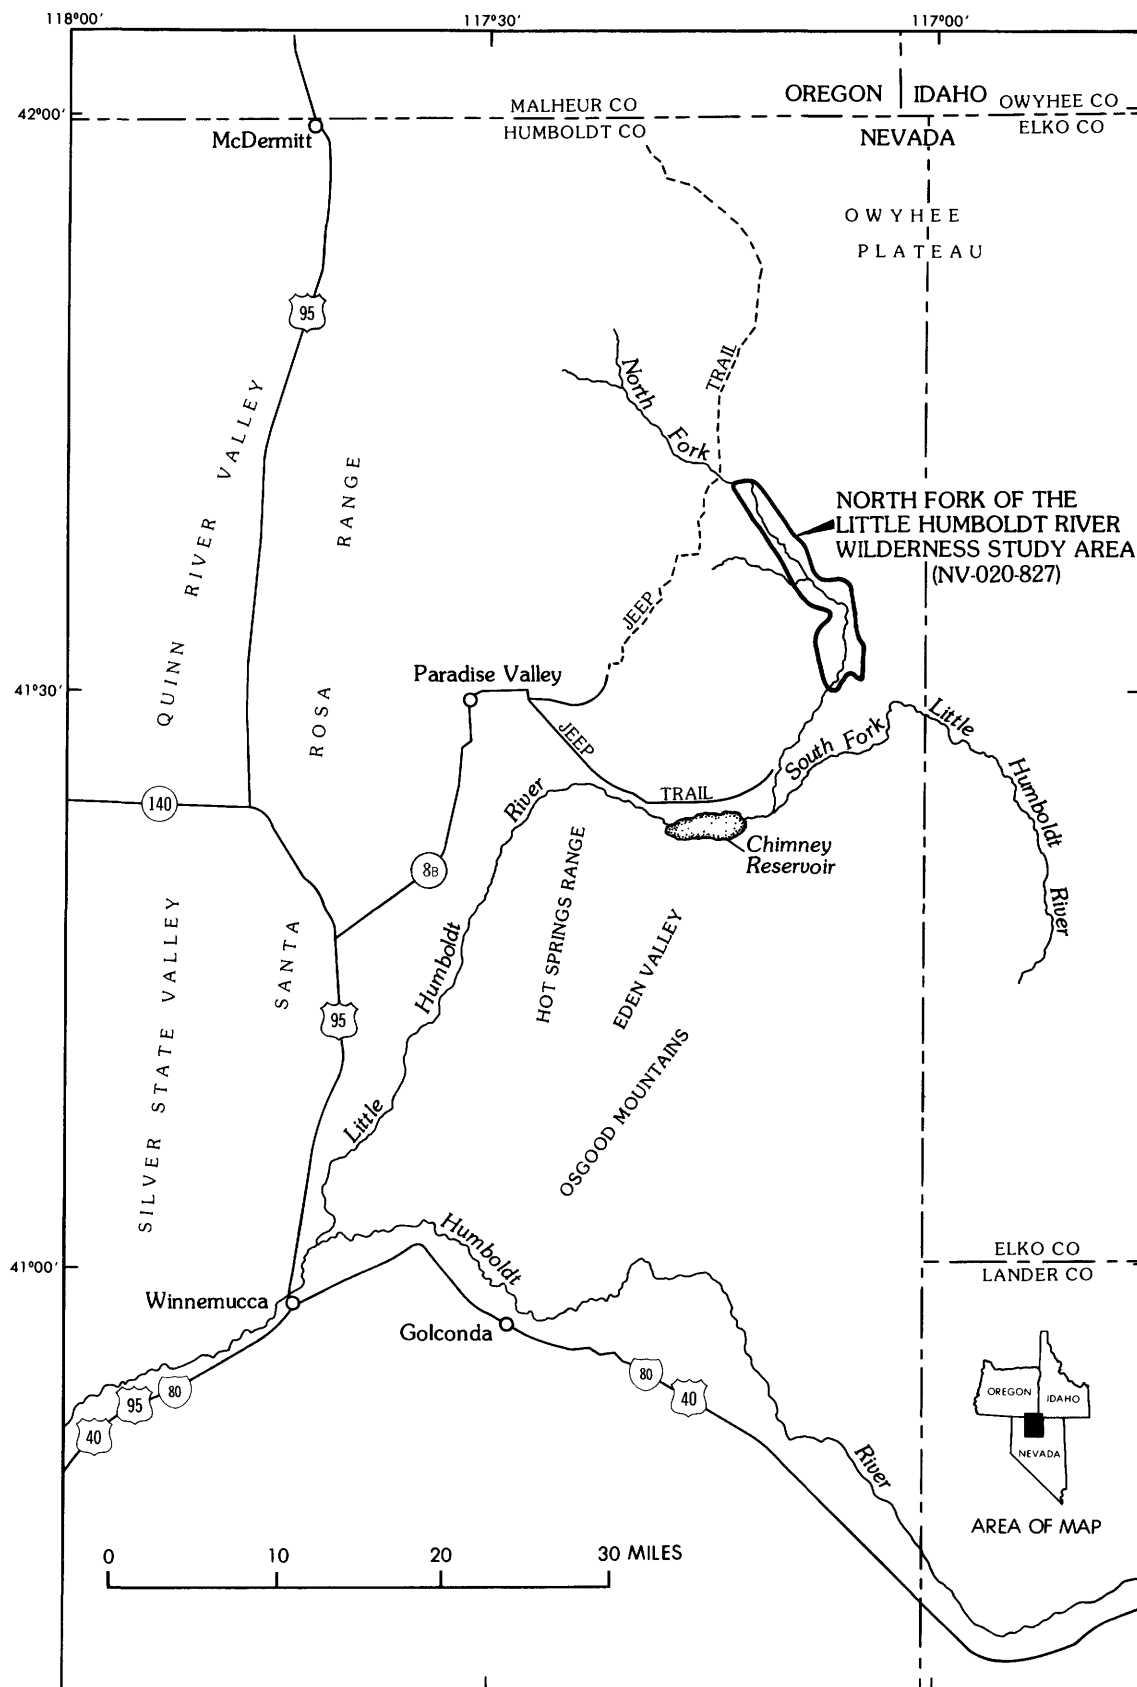 118°00'
117°30'
117°00'
42°00'
MALHEUR CO
HUMBOLDT CO
OREGON
IDAHO
OWYHEE CO
ELKO CO
NEVADA
McDermitt
OWYHEE
PLATEAU
95
TRAIL
North
Fork
QUINN RIVER VALLEY
NORTH FORK OF THE
LITTLE HUMBOLDT RIVER
WILDERNESS STUDY AREA
(NV-020-827)
JEEP
41°30'
Paradise Valley
JEEP
TRAIL
South Fork
Little
Humboldt
River
140
River
Chimney
Reservoir
8B
SANTA
ROSA
RANGE
HOT SPRINGS RANGE
EDEN VALLEY
OSGOOD MOUNTAINS
SILVER STATE VALLEY
95
Humboldt
Little
41°00'
Humboldt
ELKO CO
LANDER CO
Winnemucca
Golconda
80
40
80
95
40
River
OREGON
IDAHO
NEVADA
AREA OF MAP
0 10 20 30 MILES